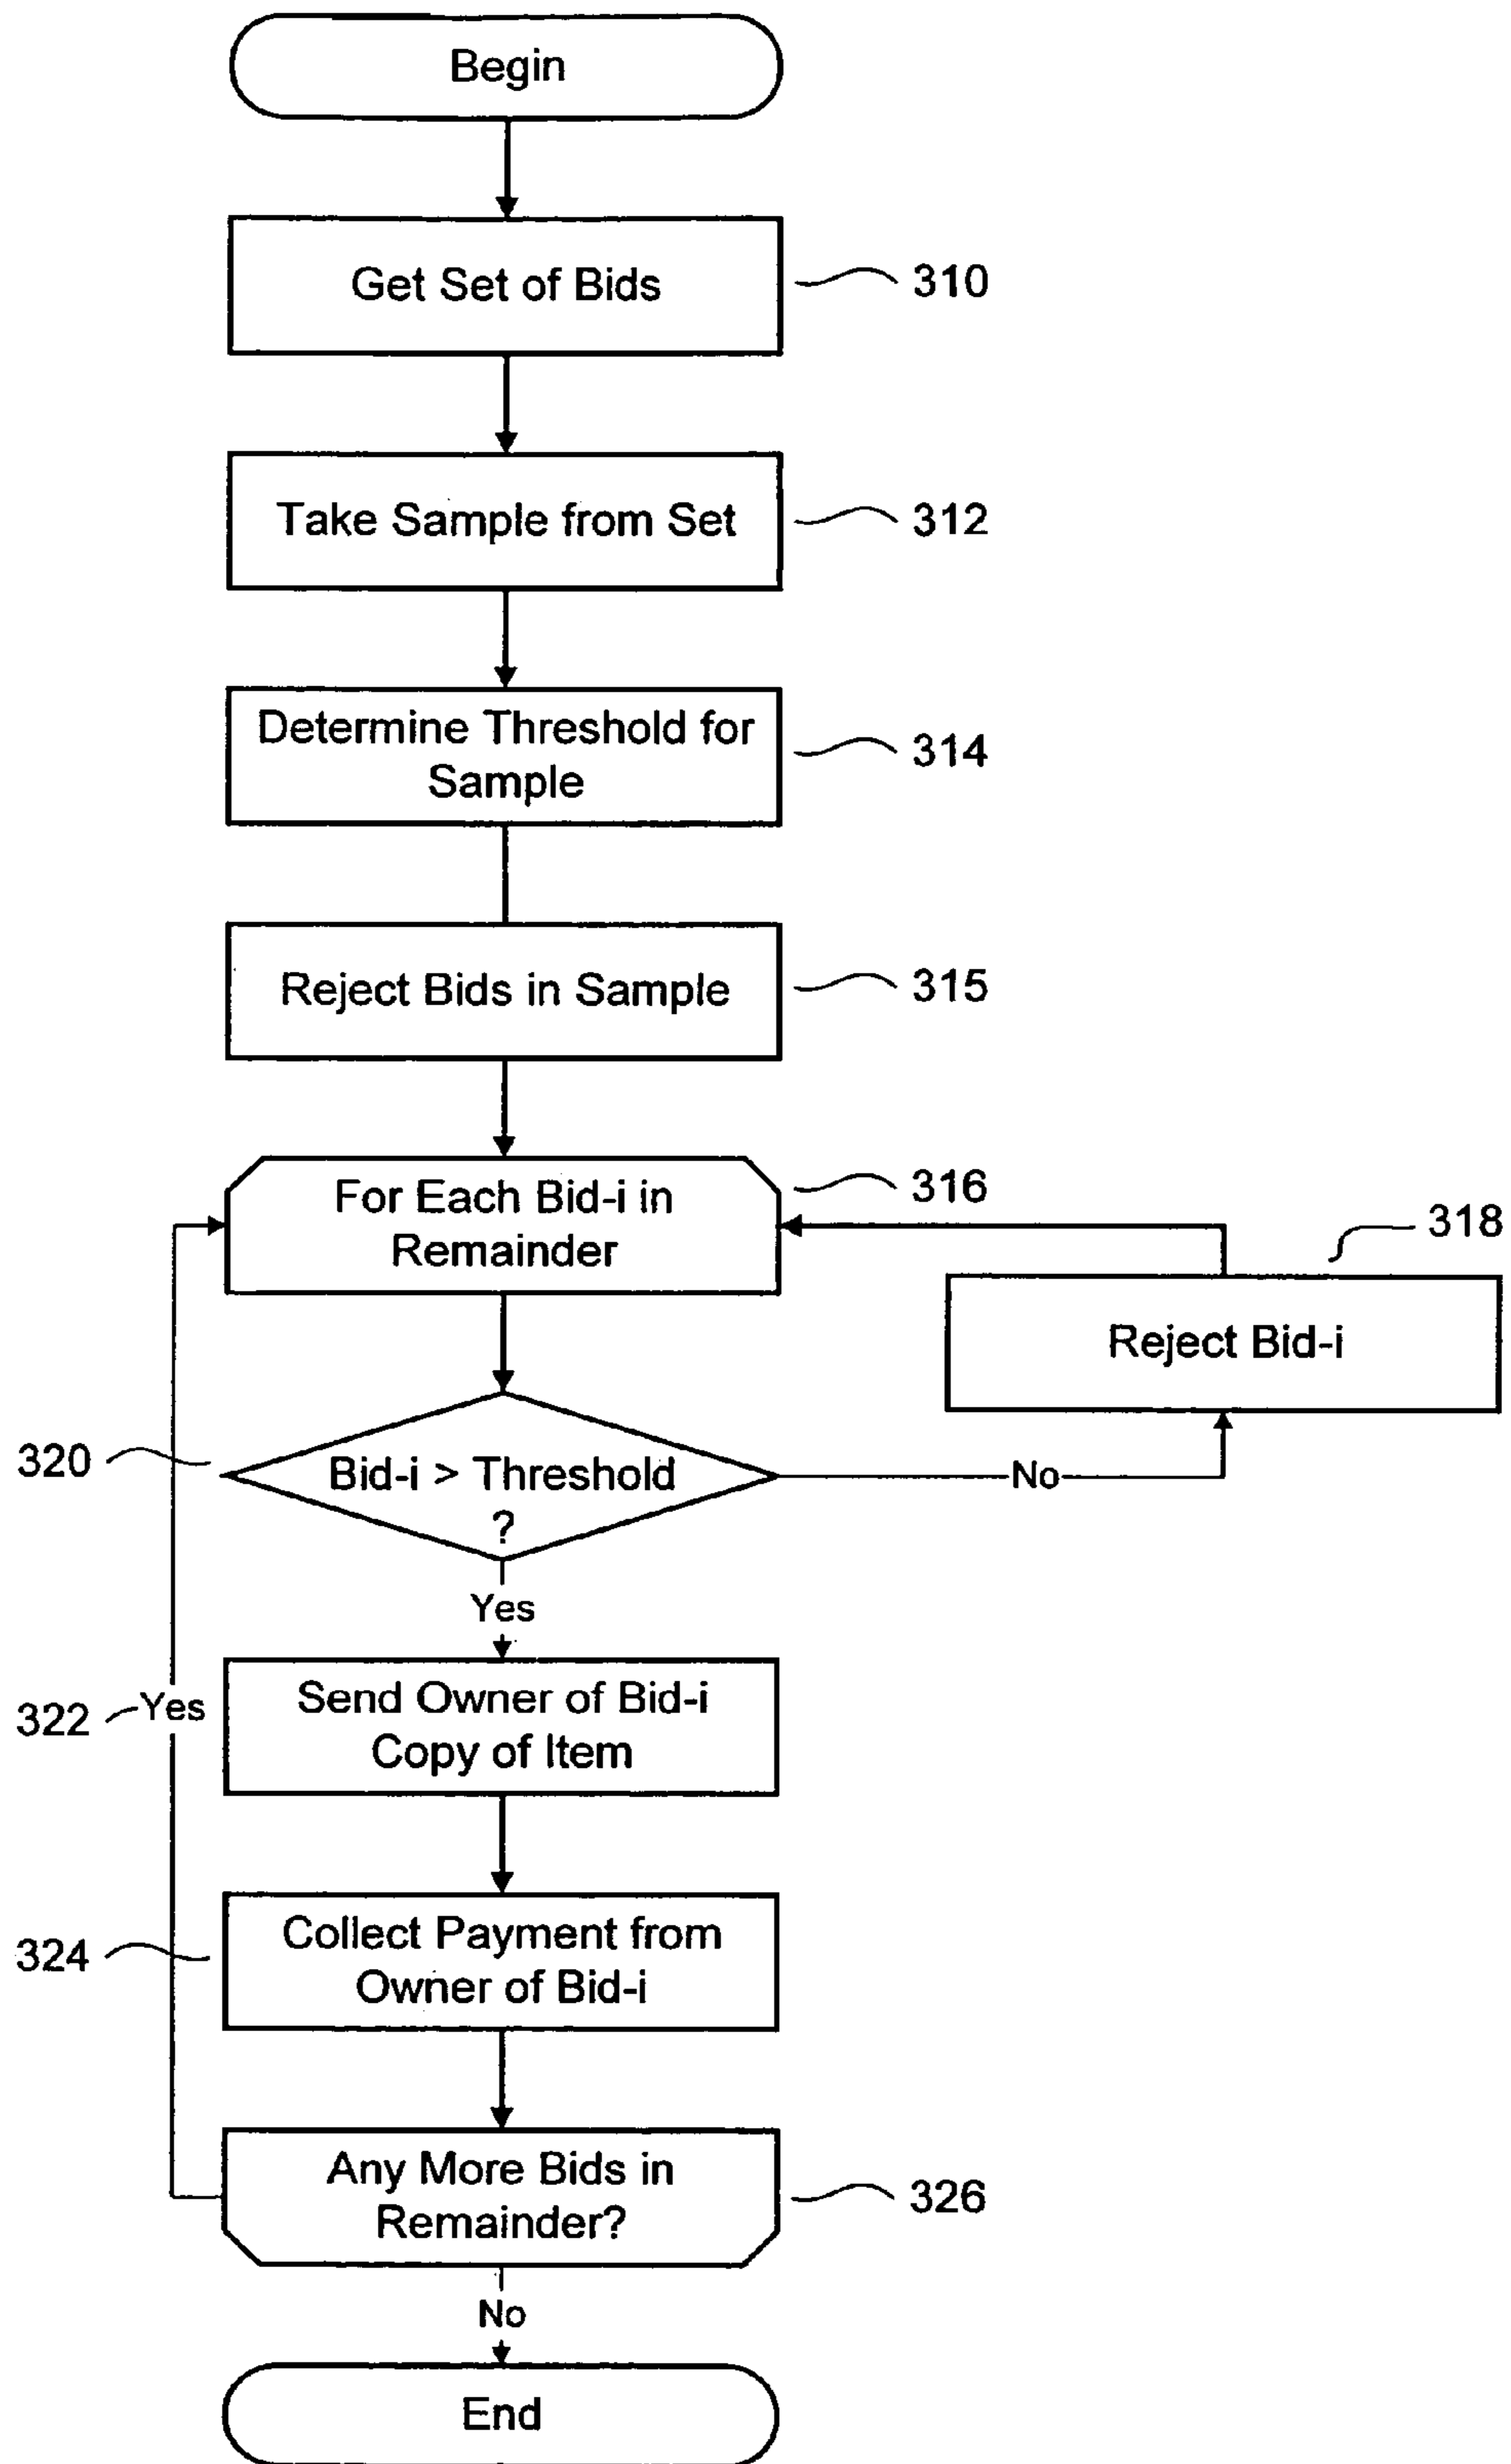 Begin
Get Set of Bids
310
Take Sample from Set
312
Determine Threshold for
Sample
314
Reject Bids in Sample
315
For Each Bid-i in
Remainder
316
318
Reject Bid-i
320
Bid-i > Threshold
?
No
Yes
322
Yes
Send Owner of Bid-i
Copy of Item
324
Collect Payment from
Owner of Bid-i
Any More Bids in
Remainder?
326
No
End